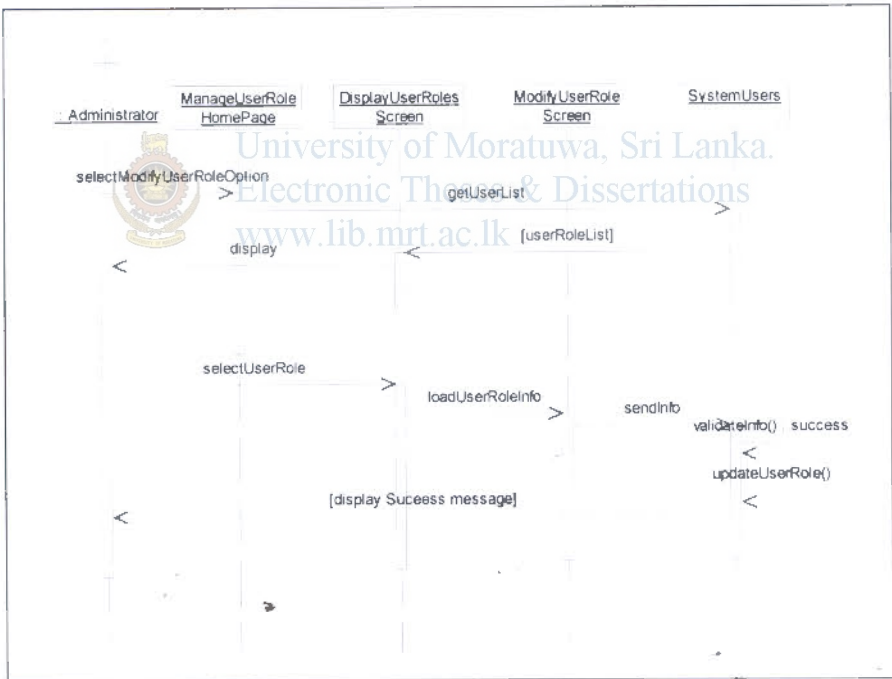 : Administrator
ManageUserRole
HomePage
DisplayUserRoles
Screen
ModifyUserRole
Screen
SystemUsers
University of Moratuwa, Sri Lanka.
Electronic Theses & Dissertations
www.lib.mrt.ac.lk
selectModifyUserRoleOption
getUserList
[userRoleList]
display
selectUserRole
loadUserRoleInfo
sendInfo
validateInfo() success
updateUserRole()
[display Suceess message]